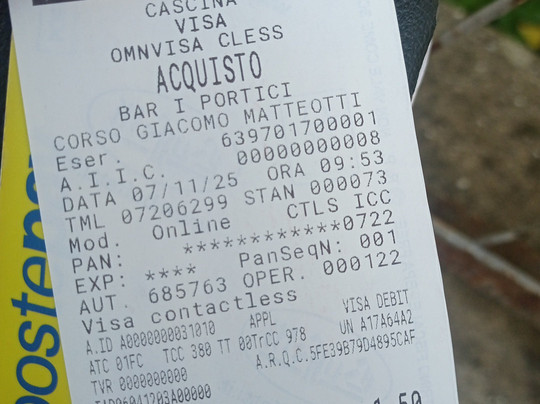 CASCINA
VISA
OMNVISA CLESS
ACQUISTO
BAR I PORTICI
CORSO GIACOMO MATTEOTTI
Eser. 639701700001
A.I.I.C. 00000000008
DATA 07/11/25 ORA 09:53
TML 07206299 STAN 000073
Mod. Online CTLS ICC
PAN: ************0722
EXP: **** PanSeqN: 001
AUT. 685763 OPER. 000122
Visa contactless
A.ID A0000000031010 APPL VISA DEBIT
ATC 01FC TCC 380 TT 00TrCC 978 UN A17A64A2
TVR 0000000000 A.R.Q.C.5FE39B79D4895CAF
poste